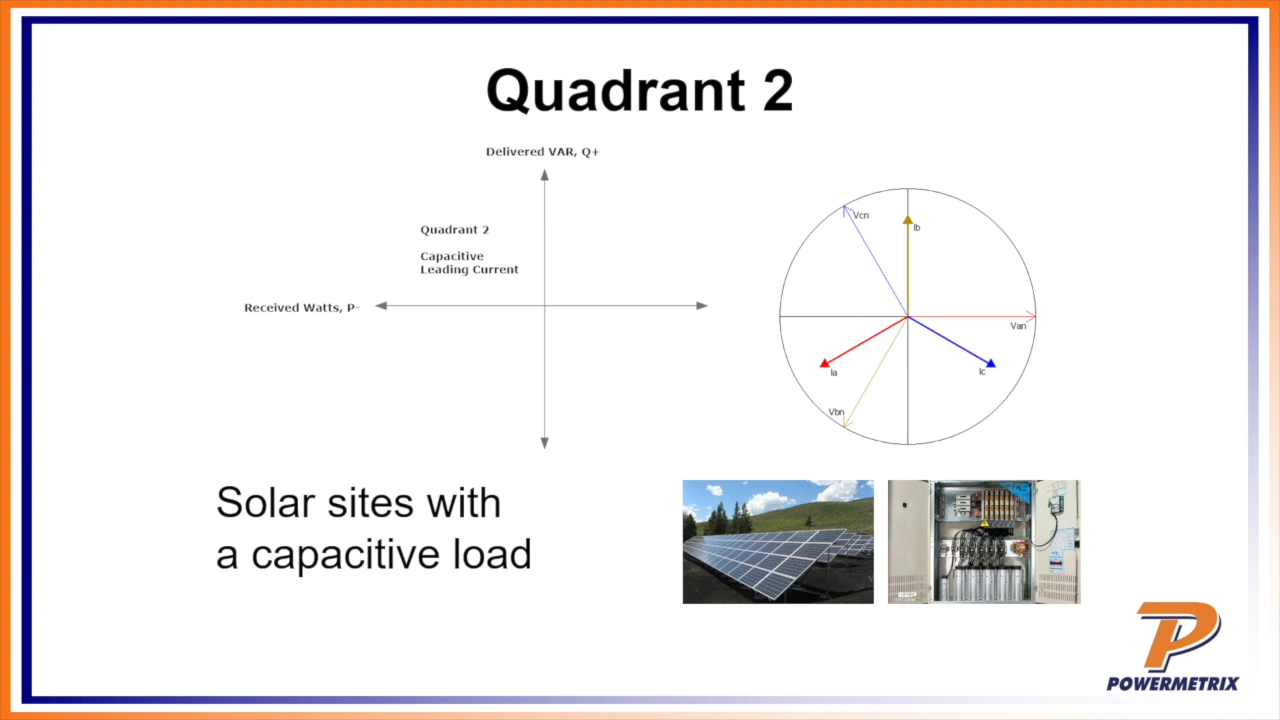 Quadrant 2
Delivered VAR, Q+
Quadrant 2
Capacitive
Leading Current
Received Watts, P-
Vcn
Ib
Van
Ia
Ic
Vbn
Solar sites with
a capacitive load
POWERMETRIX